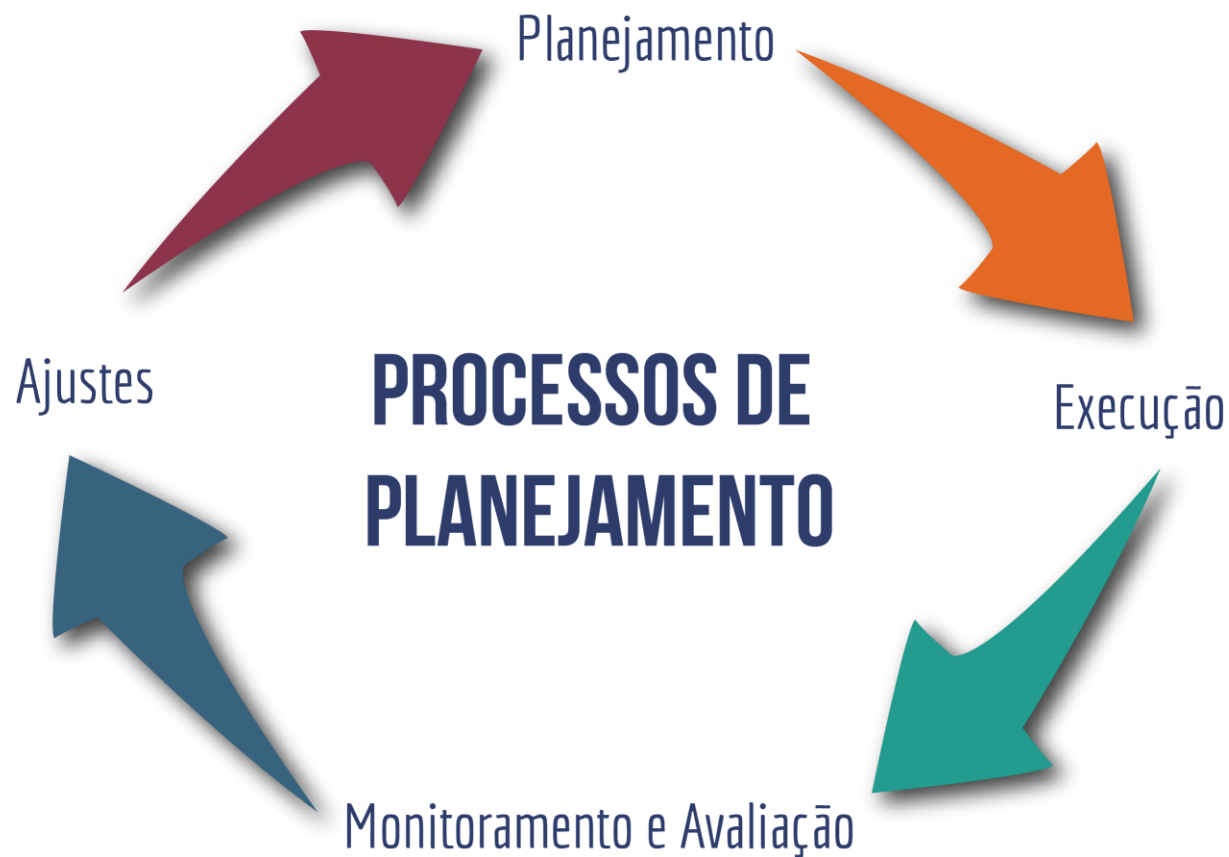 Planejamento
Ajustes
PROCESSOS DE
PLANEJAMENTO
Execução
Monitoramento e Avaliação